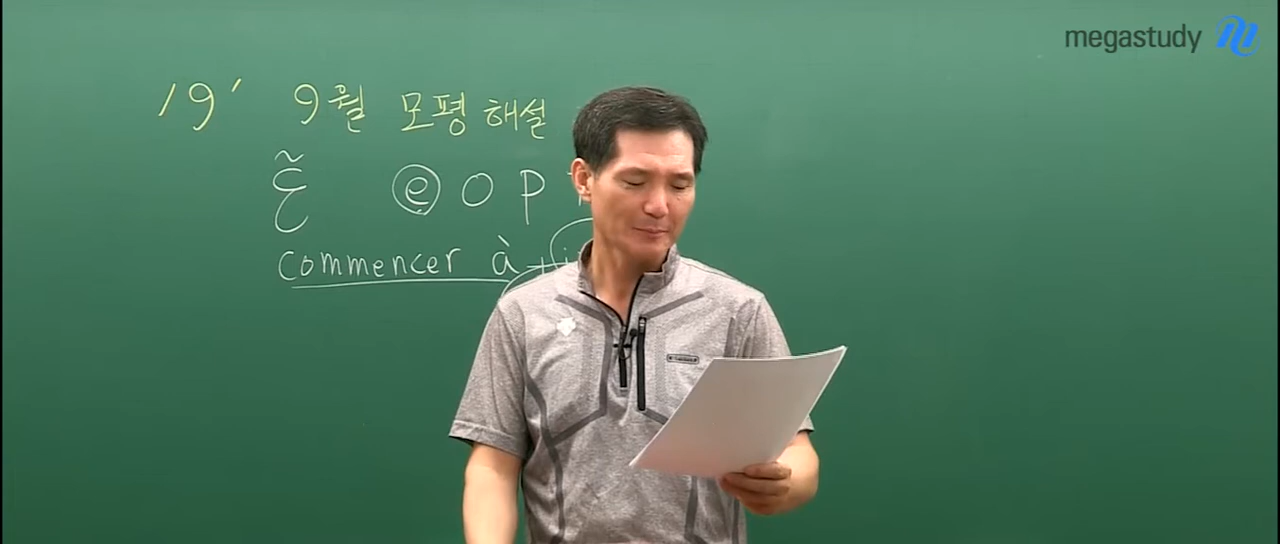 megastudy
19' 9월 모평 해설
ɛ̃ ⓔ o p
commencer à